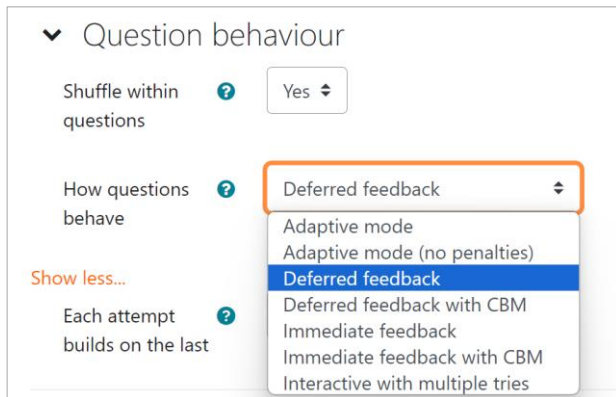 Question behaviour
Shuffle within
questions
Yes
How questions
behave
Deferred feedback
Adaptive mode
Adaptive mode (no penalties)
Deferred feedback
Deferred feedback with CBM
Immediate feedback
Immediate feedback with CBM
Interactive with multiple tries
Show less...
Each attempt
builds on the last